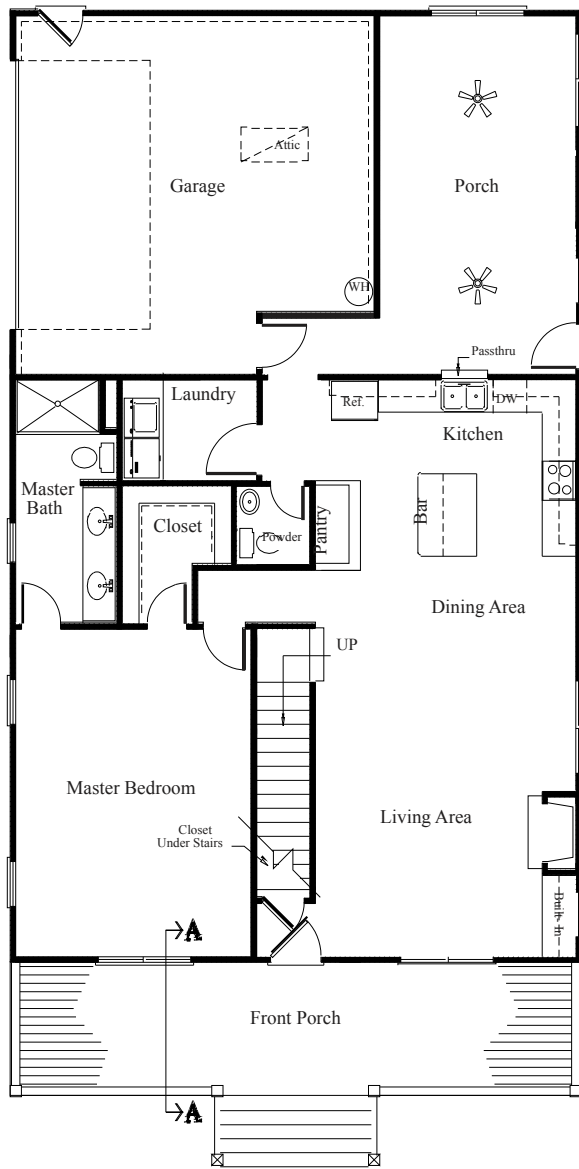 Attic
Garage
Porch
WH
Passthru
Laundry
Ref.
DW
Kitchen
Master
Bath
Closet
Powder
Pantry
Bar
Dining Area
UP
Master Bedroom
Living Area
Closet
Under Stairs
Built-In
A
Front Porch
A